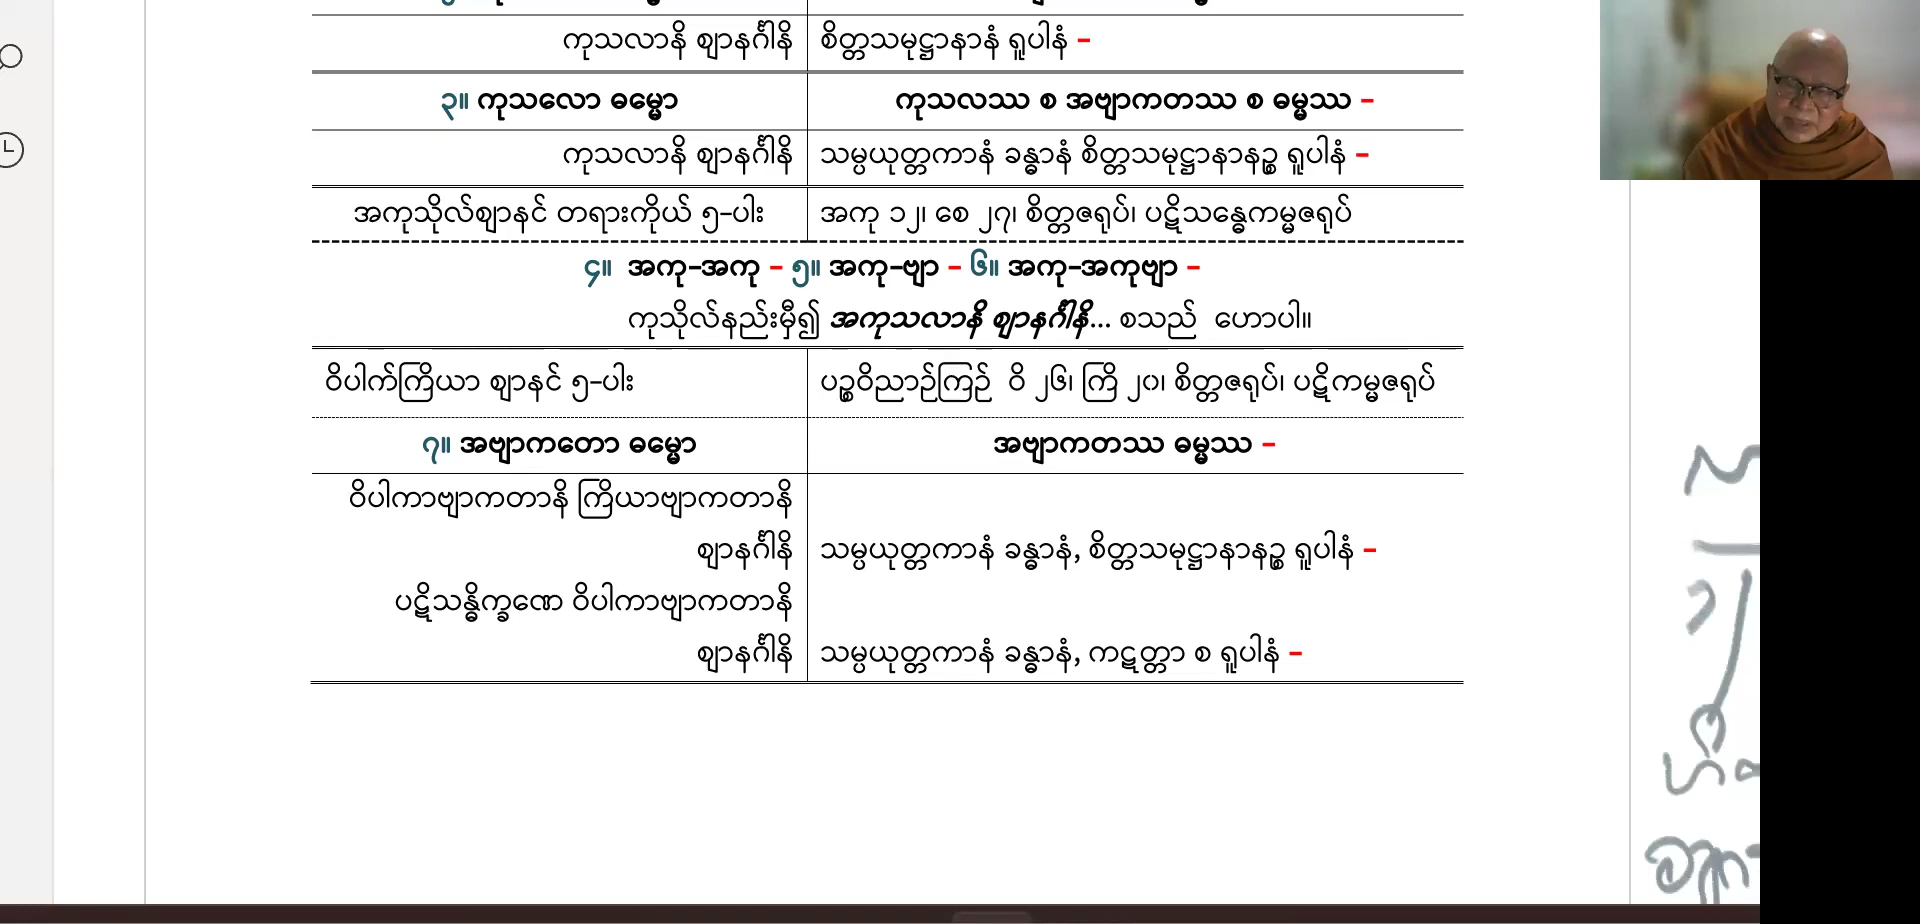 ကုသလာနိ ဈာနင်္ဂါနိ စိတ္တသမုဋ္ဌာနာနံ ရူပါနံ –
၃။ ကုသလော ဓမ္မော ကုသလဿ စ အဗျာကတဿ စ ဓမ္မဿ –
ကုသလာနိ ဈာနင်္ဂါနိ သမ္ပယုတ္တကာနံ ခန္ဓာနံ စိတ္တသမုဋ္ဌာနာနဉ္စ ရူပါနံ –
အကုသိုလ်ဈာနင် တရားကိုယ် ၅-ပါး အကု ၁၂၊ စေ ၂၇၊ စိတ္တဇရုပ်၊ ပဋိသန္ဓေကမ္မဇရုပ်
၄။ အကု-အကု – ၅။ အကု-ဗျာ – ၆။ အကု-အကုဗျာ –
ကုသိုလ်နည်းမှီ၍ အကုသလာနိ ဈာနင်္ဂါနိ... စသည် ဟောပါ။
ဝိပါက်ကြိယာ ဈာနင် ၅-ပါး ပဉ္စဝိညာဉ်ကြဉ် ဝိ ၂၆၊ ကြိ ၂၀၊ စိတ္တဇရုပ်၊ ပဋိကမ္မဇရုပ်
၇။ အဗျာကတော ဓမ္မော အဗျာကတဿ ဓမ္မဿ –
ဝိပါကာဗျာကတာနိ ကြိယာဗျာကတာနိ
ဈာနင်္ဂါနိ သမ္ပယုတ္တကာနံ ခန္ဓာနံ, စိတ္တသမုဋ္ဌာနာနဉ္စ ရူပါနံ –
ပဋိသန္ဓိက္ခဏေ ဝိပါကာဗျာကတာနိ
ဈာနင်္ဂါနိ သမ္ပယုတ္တကာနံ ခန္ဓာနံ, ကဋတ္တာ စ ရူပါနံ –